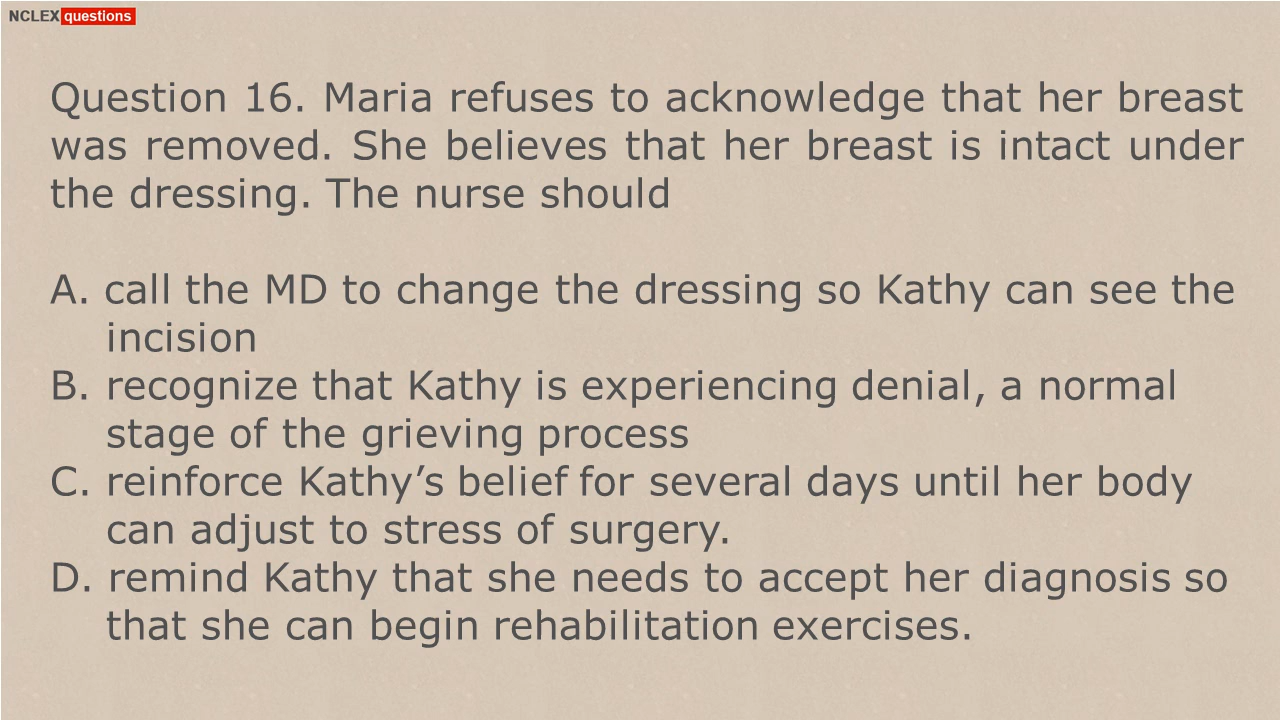 NCLEX questions
Question 16. Maria refuses to acknowledge that her breast
was removed. She believes that her breast is intact under
the dressing. The nurse should
A. call the MD to change the dressing so Kathy can see the
incision
B. recognize that Kathy is experiencing denial, a normal
stage of the grieving process
C. reinforce Kathy’s belief for several days until her body
can adjust to stress of surgery.
D. remind Kathy that she needs to accept her diagnosis so
that she can begin rehabilitation exercises.